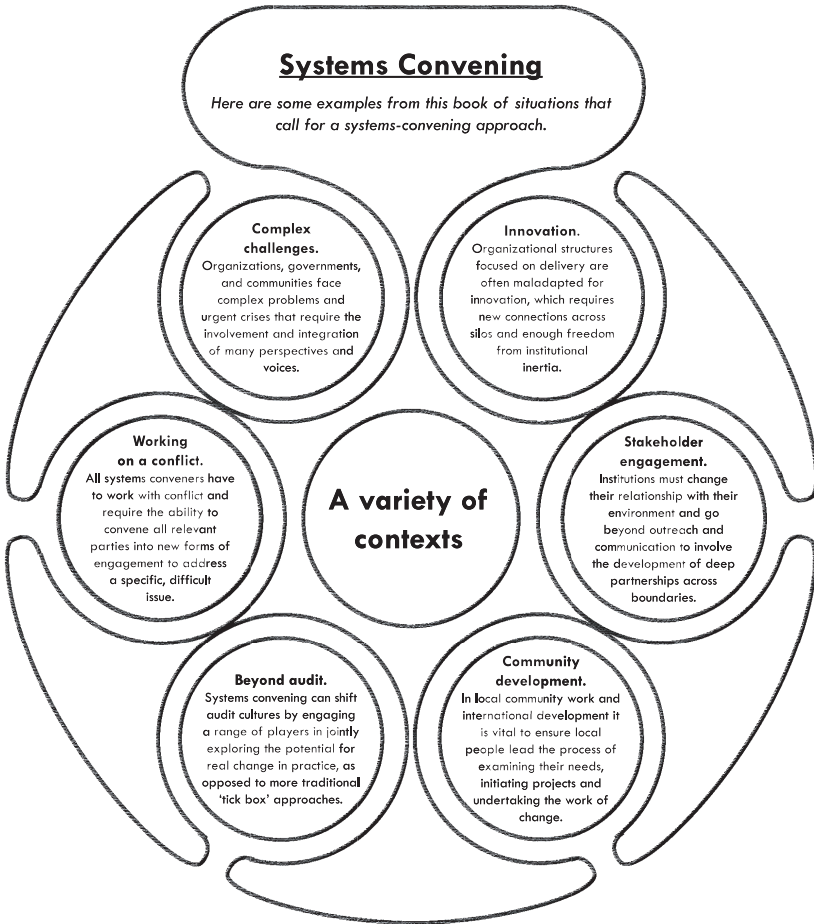 Systems Convening
Here are some examples from this book of situations that
call for a systems-convening approach.
Complex
challenges.
Organizations, governments,
and communities face
complex problems and
urgent crises that require the
involvement and integration
of many perspectives and
voices.
Innovation.
Organizational structures
focused on delivery are
often maladapted for
innovation, which requires
new connections across
silos and enough freedom
from institutional
inertia.
Working
on a conflict.
All systems conveners have
to work with conflict and
require the ability to
convene all relevant
parties into new forms of
engagement to address
a specific, difficult
issue.
A variety of
contexts
Stakeholder
engagement.
Institutions must change
their relationship with their
environment and go
beyond outreach and
communication to involve
the development of deep
partnerships across
boundaries.
Beyond audit.
Systems convening can shift
audit cultures by engaging
a range of players in jointly
exploring the potential for
real change in practice, as
opposed to more traditional
‘tick box’ approaches.
Community
development.
In local community work and
international development it
is vital to ensure local
people lead the process of
examining their needs,
initiating projects and
undertaking the work of
change.